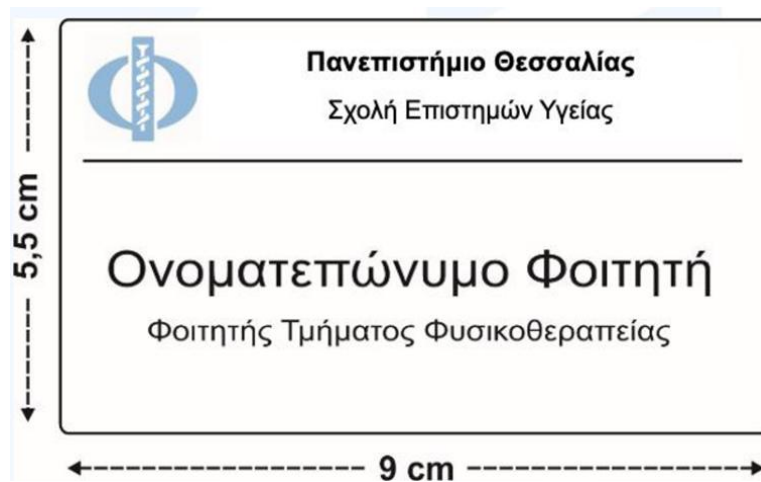 Πανεπιστήμιο Θεσσαλίας
Σχολή Επιστημών Υγείας
5,5 cm
Ονοματεπώνυμο Φοιτητή
Φοιτητής Τμήματος Φυσικοθεραπείας
9 cm